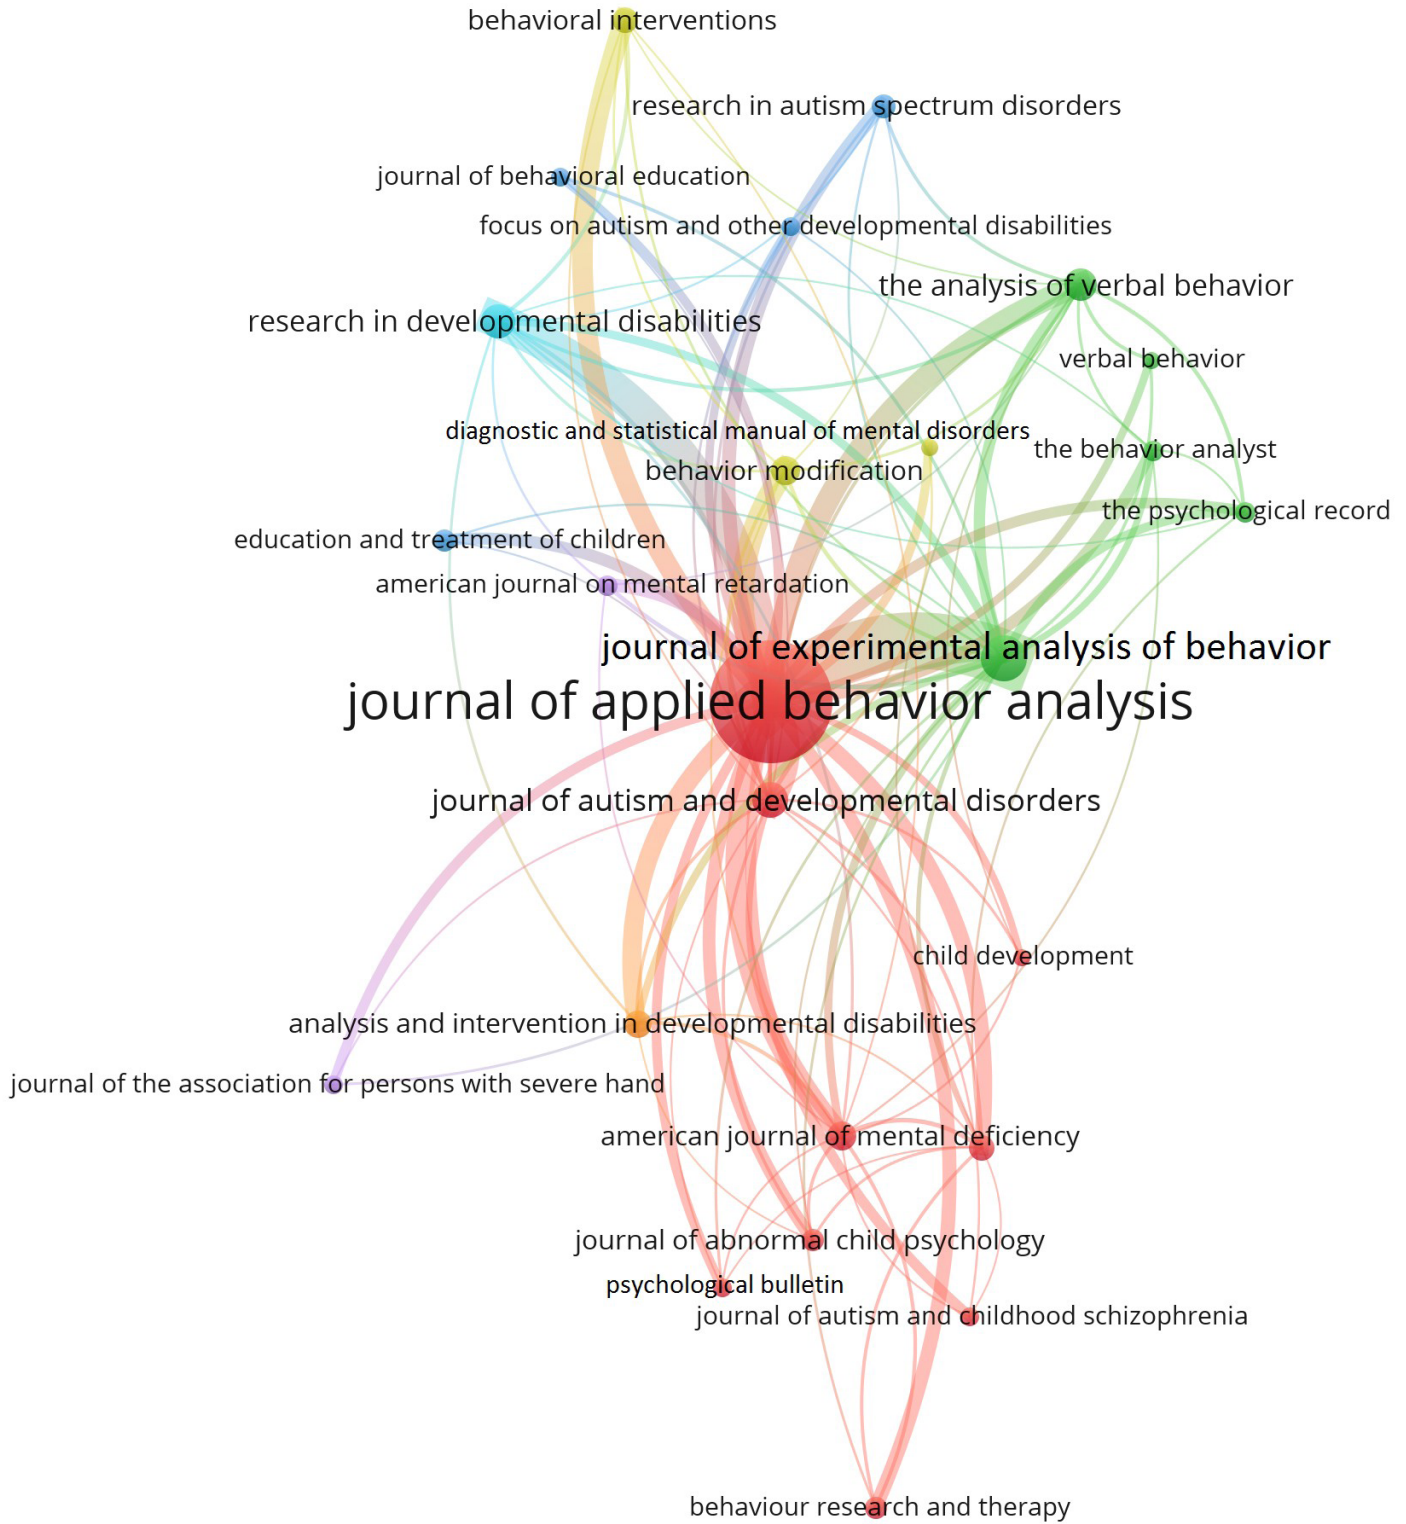 behavioral interventions
research in autism spectrum disorders
journal of behavioral education
focus on autism and other developmental disabilities
the analysis of verbal behavior
research in developmental disabilities
verbal behavior
diagnostic and statistical manual of mental disorders
the behavior analyst
behavior modification
the psychological record
education and treatment of children
american journal on mental retardation
journal of experimental analysis of behavior
journal of applied behavior analysis
journal of autism and developmental disorders
child development
analysis and intervention in developmental disabilities
journal of the association for persons with severe hand
american journal of mental deficiency
journal of abnormal child psychology
psychological bulletin
journal of autism and childhood schizophrenia
behaviour research and therapy